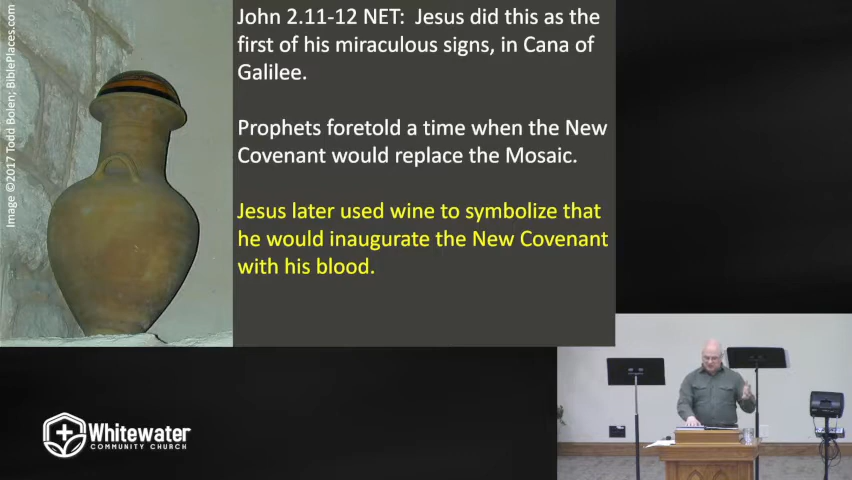 John 2.11-12 NET:  Jesus did this as the
first of his miraculous signs, in Cana of
Galilee.
Prophets foretold a time when the New
Covenant would replace the Mosaic.
Jesus later used wine to symbolize that
he would inaugurate the New Covenant
with his blood.
Image ©2017 Todd Bolen; BiblePlaces.com
Whitewater
COMMUNITY CHURCH